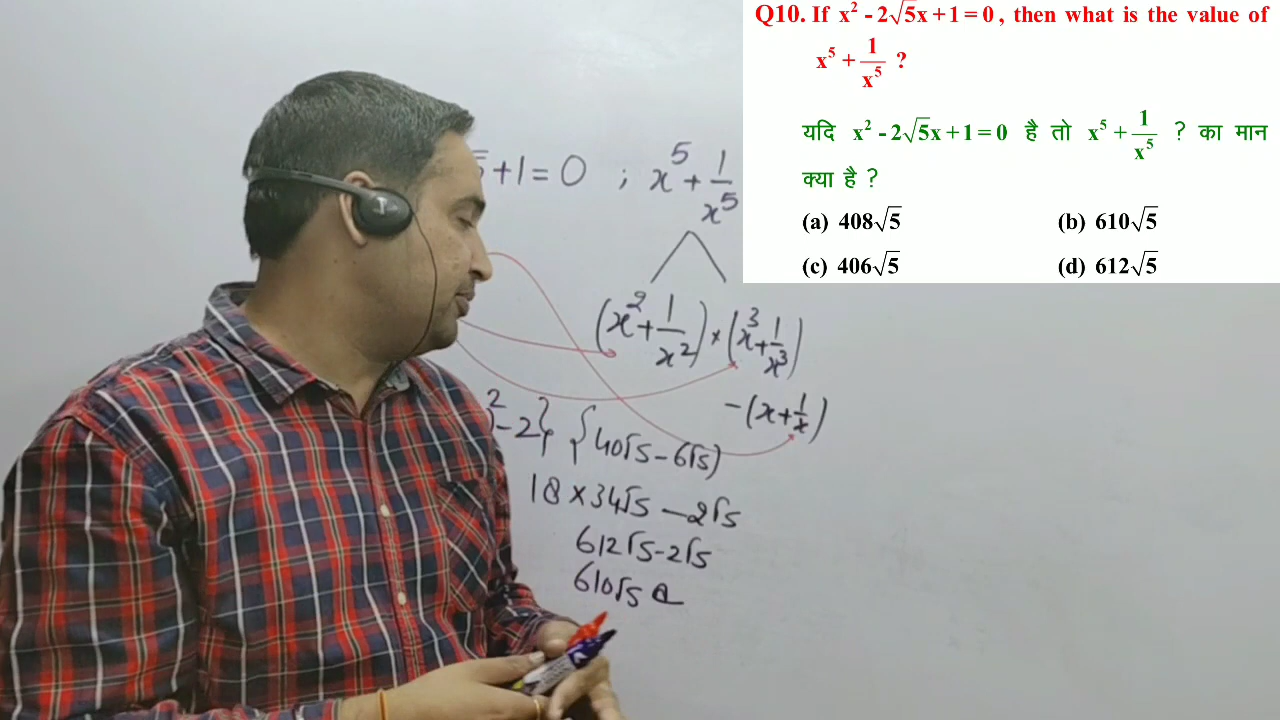 Q10. If x² - 2√5x + 1 = 0, then what is the value of
x⁵ + 1/x⁵ ?
यदि x² - 2√5x + 1 = 0 है तो x⁵ + 1/x⁵ ? का मान
क्या है ?
(a) 408√5 (b) 610√5
(c) 406√5 (d) 612√5
+1=0 ; x⁵ + 1/x⁵
(x² + 1/x²) × (x³ + 1/x³)
-(x + 1/x)
)² - 2} {40√5 - 6√5)
18 × 34√5 - 2√5
612√5 - 2√5
610√5